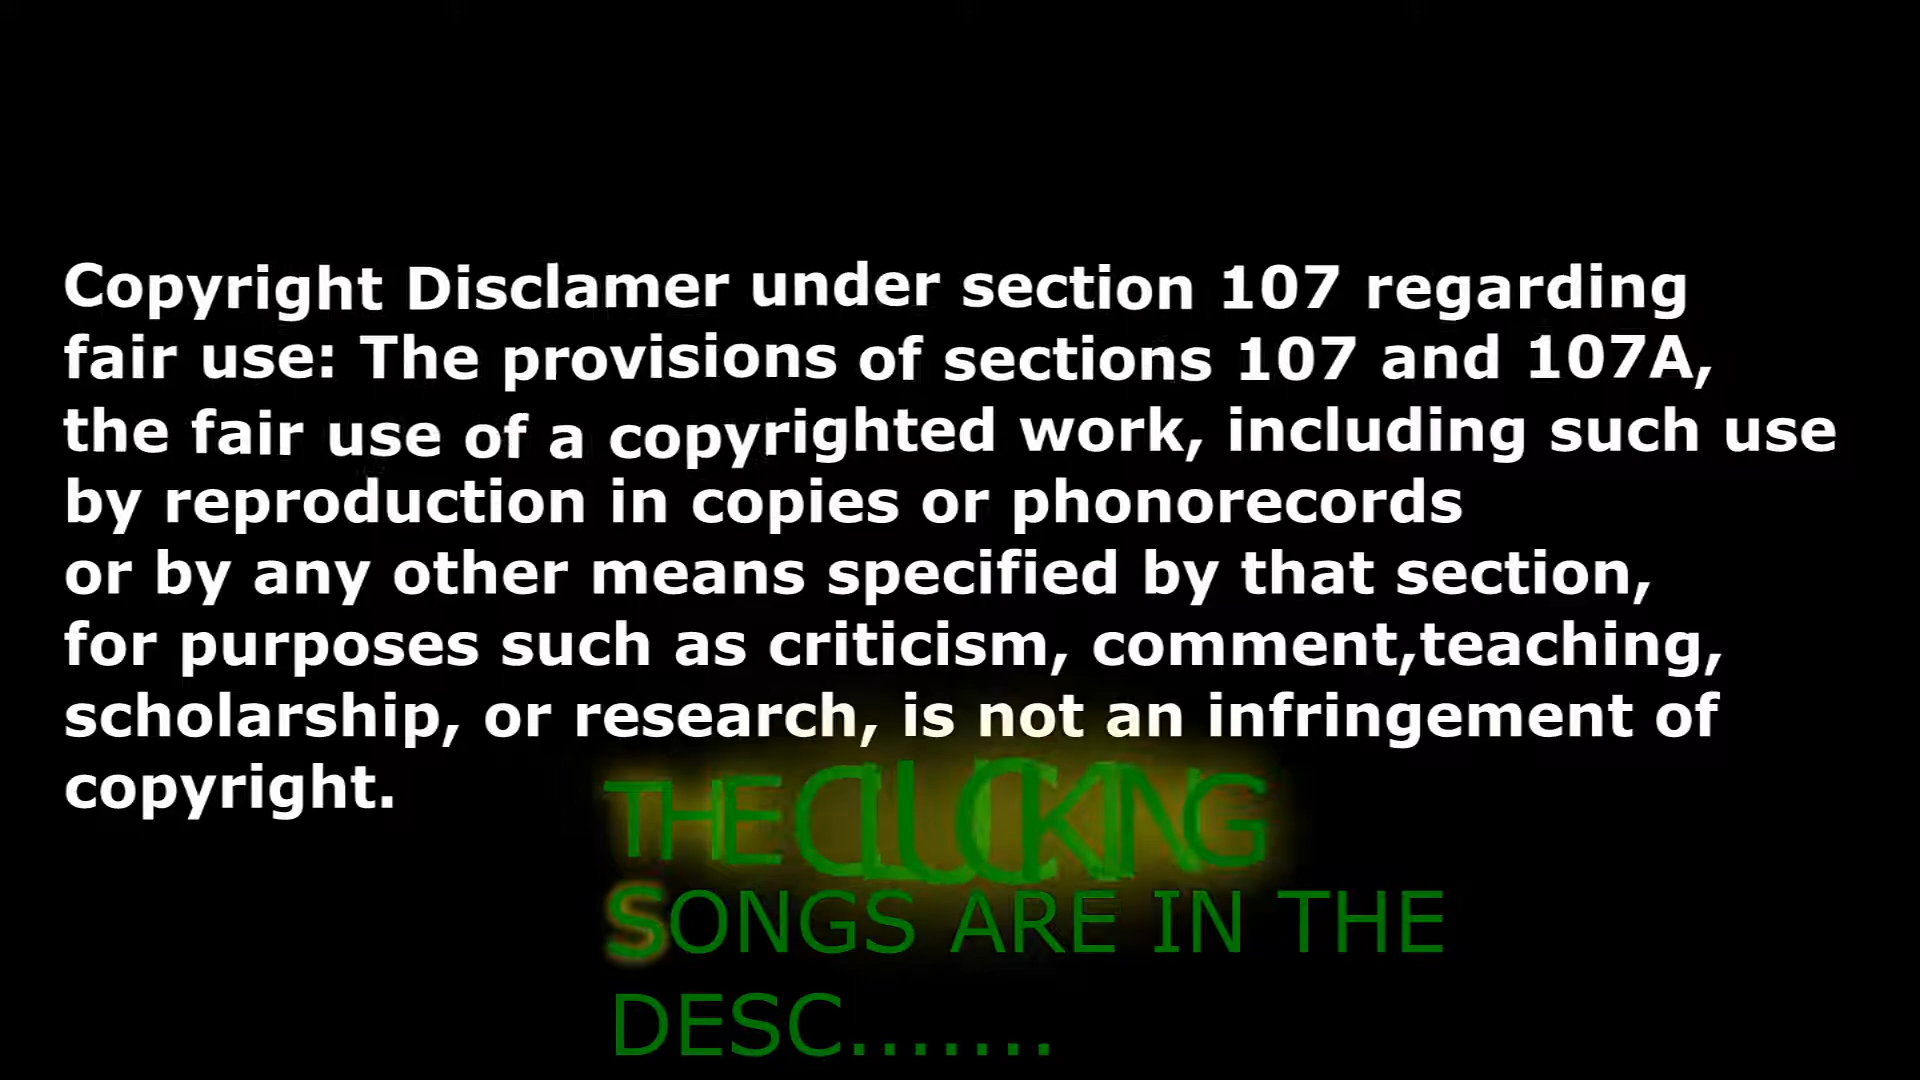 Copyright Disclamer under section 107 regarding
fair use: The provisions of sections 107 and 107A,
the fair use of a copyrighted work, including such use
by reproduction in copies or phonorecords
or by any other means specified by that section,
for purposes such as criticism, comment,teaching,
scholarship, or research, is not an infringement of
copyright.
THE CLUCKING
SONGS ARE IN THE
DESC.......